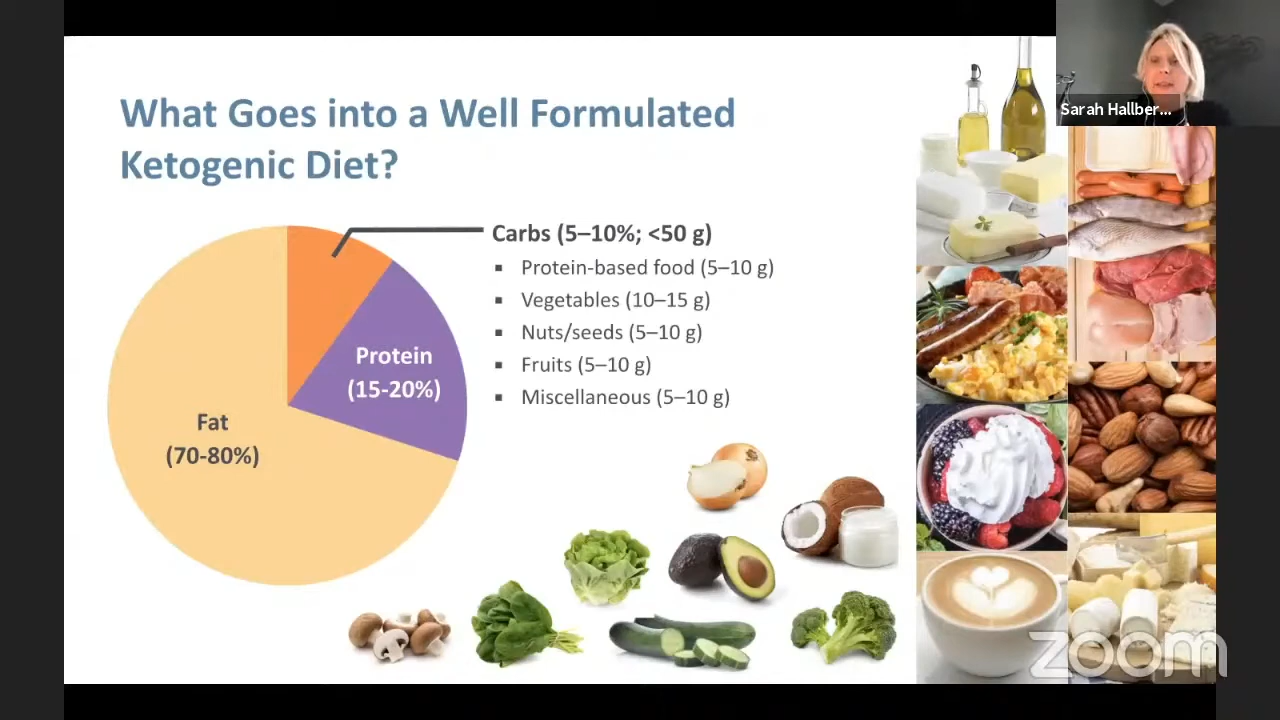 What Goes into a Well Formulated
Ketogenic Diet?
Sarah Hallber...
Carbs (5–10%; <50 g)
▪ Protein-based food (5–10 g)
▪ Vegetables (10–15 g)
▪ Nuts/seeds (5–10 g)
▪ Fruits (5–10 g)
▪ Miscellaneous (5–10 g)
Protein
(15-20%)
Fat
(70-80%)
zoom